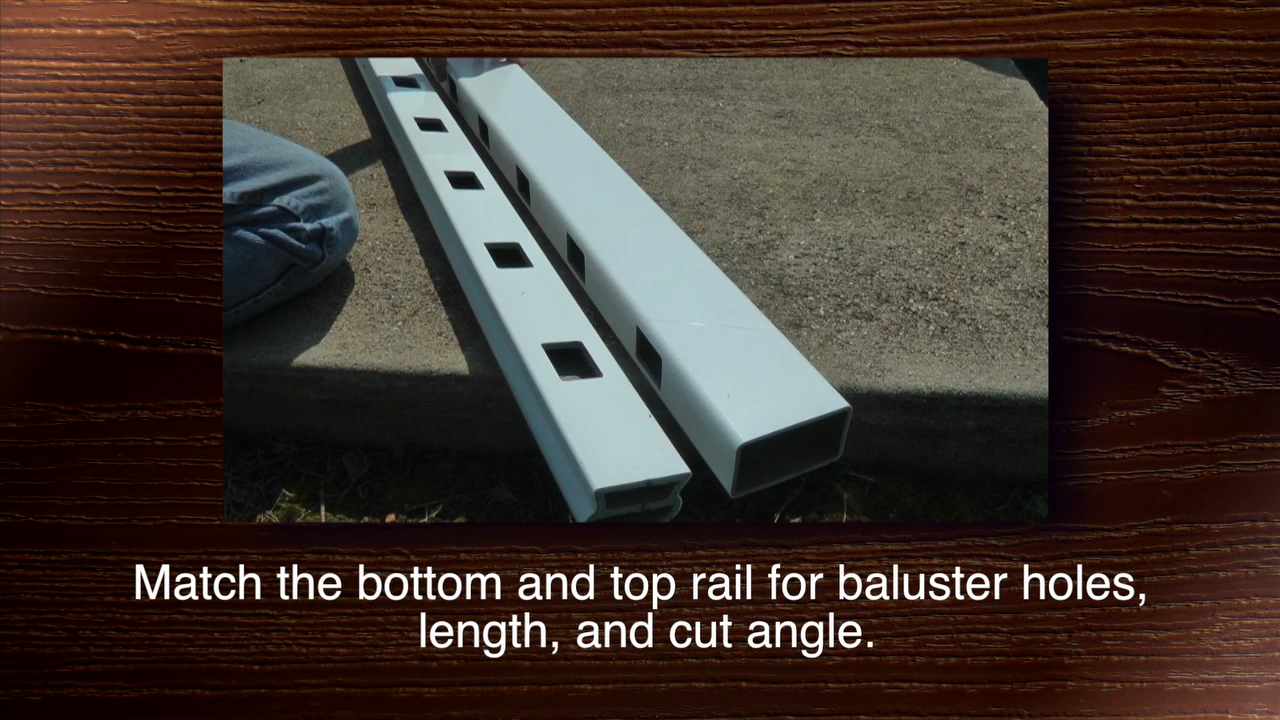 Match the bottom and top rail for baluster holes,
length, and cut angle.